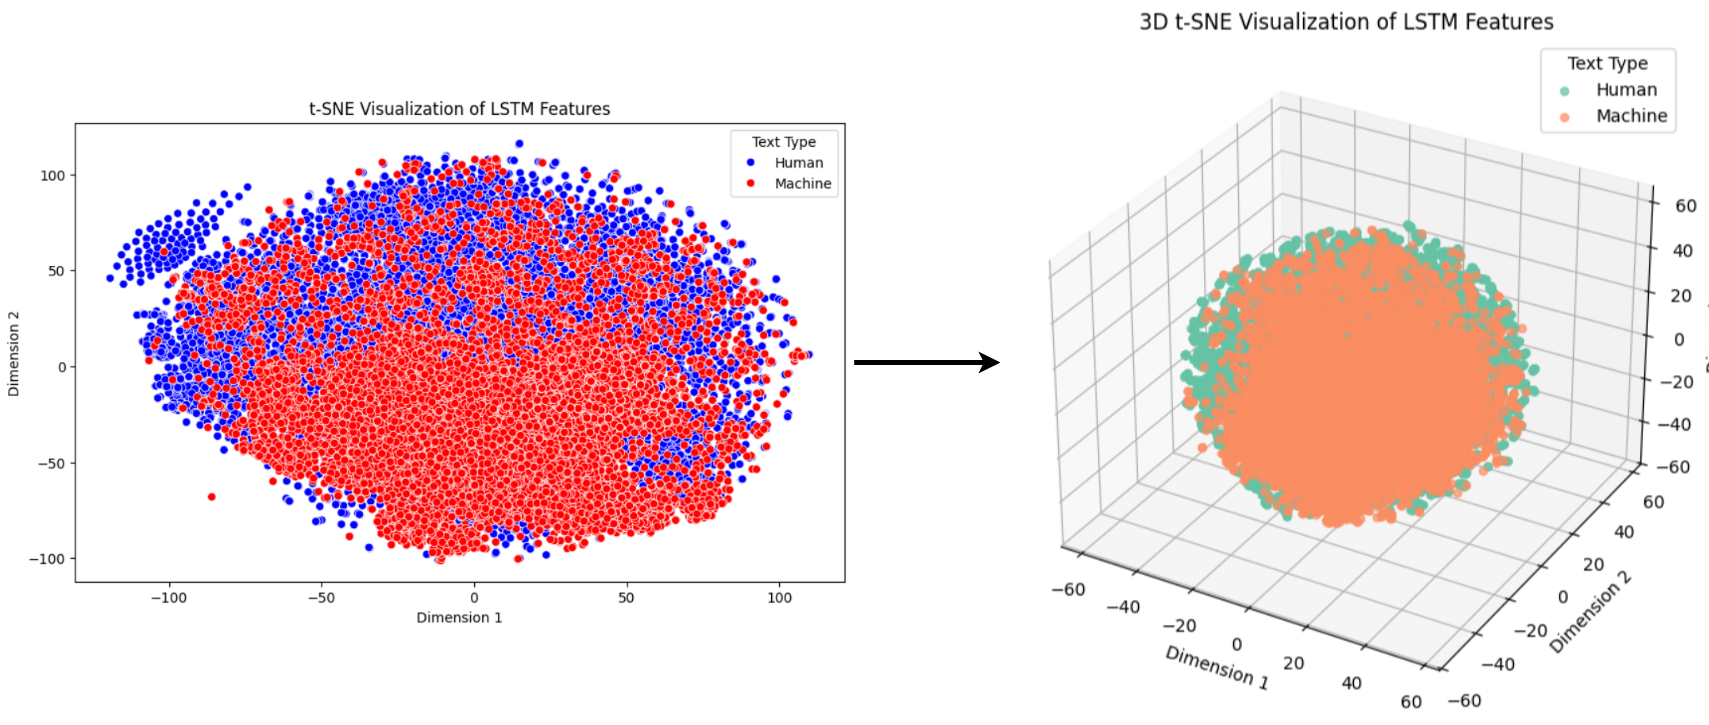 t-SNE Visualization of LSTM Features
Text Type
Human
Machine
100
50
0
−50
−100
Dimension 2
−100
−50
0
50
100
Dimension 1
3D t-SNE Visualization of LSTM Features
Text Type
Human
Machine
60
40
20
0
−20
−40
−60
60
40
20
0
−20
−40
−60
Dimension 2
−60
−40
−20
0
20
40
60
Dimension 1